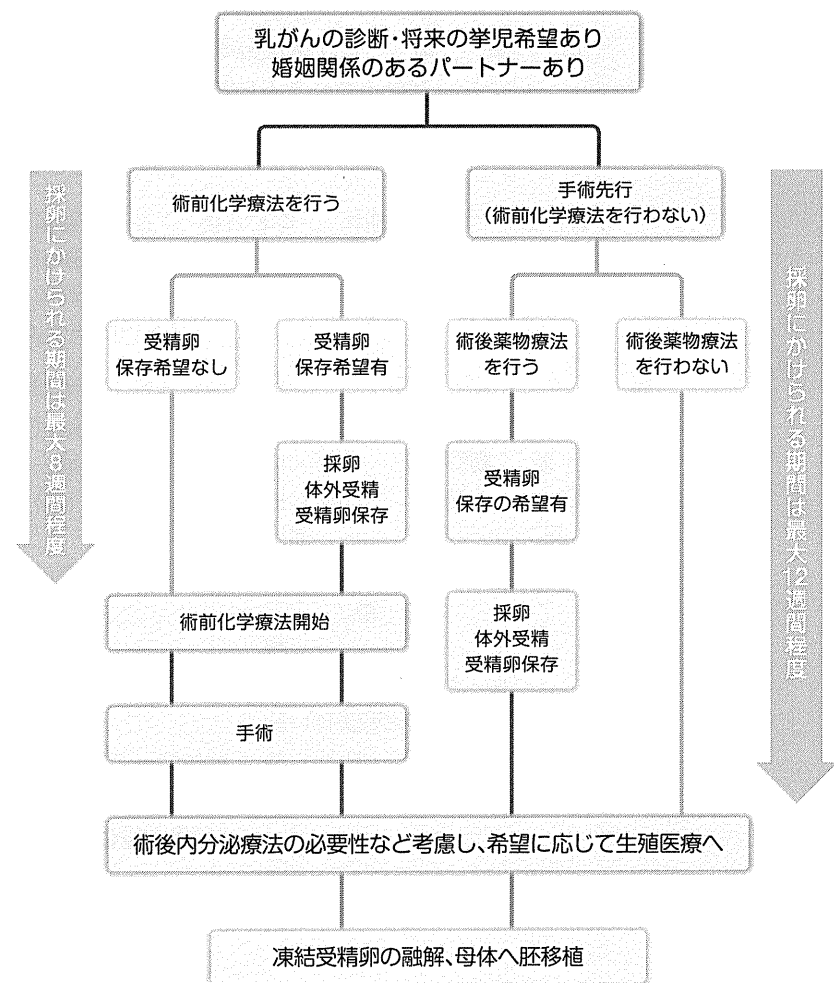 乳がんの診断・将来の挙児希望あり
婚姻関係のあるパートナーあり
採卵にかけられる期間は最大8週間程度
術前化学療法を行う
手術先行
（術前化学療法を行わない）
採卵にかけられる期間は最大12週間程度
受精卵
保存希望なし
受精卵
保存希望有
術後薬物療法
を行う
術後薬物療法
を行わない
採卵
体外受精
受精卵保存
受精卵
保存の希望有
術前化学療法開始
採卵
体外受精
受精卵保存
手術
術後内分泌療法の必要性など考慮し、希望に応じて生殖医療へ
凍結受精卵の融解、母体へ胚移植